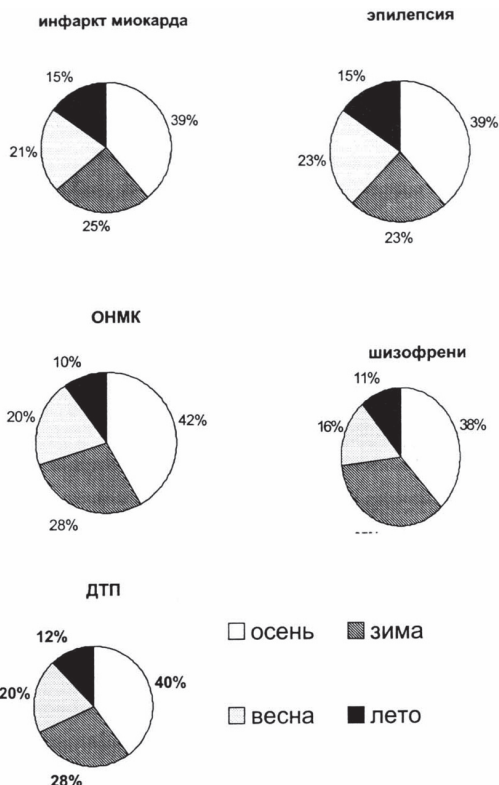 инфаркт миокарда
15%
39%
21%
25%
эпилепсия
15%
39%
23%
23%
ОНМК
10%
42%
20%
28%
шизофрени
11%
38%
16%
ДТП
12%
40%
20%
28%
осень
зима
весна
лето